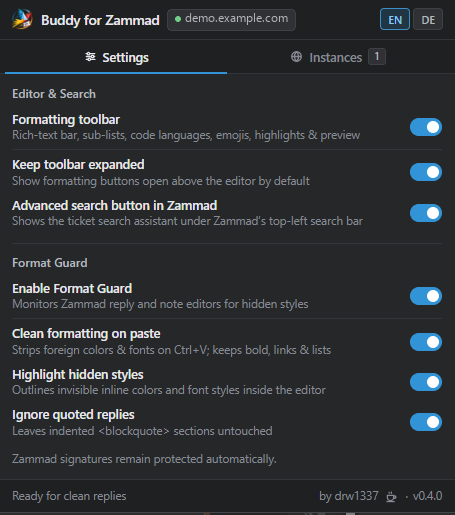 Buddy for Zammad
demo.example.com
EN
DE
Settings
Instances
1
Editor & Search
Formatting toolbar
Rich-text bar, sub-lists, code languages, emojis, highlights & preview
Keep toolbar expanded
Show formatting buttons open above the editor by default
Advanced search button in Zammad
Shows the ticket search assistant under Zammad's top-left search bar
Format Guard
Enable Format Guard
Monitors Zammad reply and note editors for hidden styles
Clean formatting on paste
Strips foreign colors & fonts on Ctrl+V; keeps bold, links & lists
Highlight hidden styles
Outlines invisible inline colors and font styles inside the editor
Ignore quoted replies
Leaves indented <blockquote> sections untouched
Zammad signatures remain protected automatically.
Ready for clean replies
by drw1337 · v0.4.0